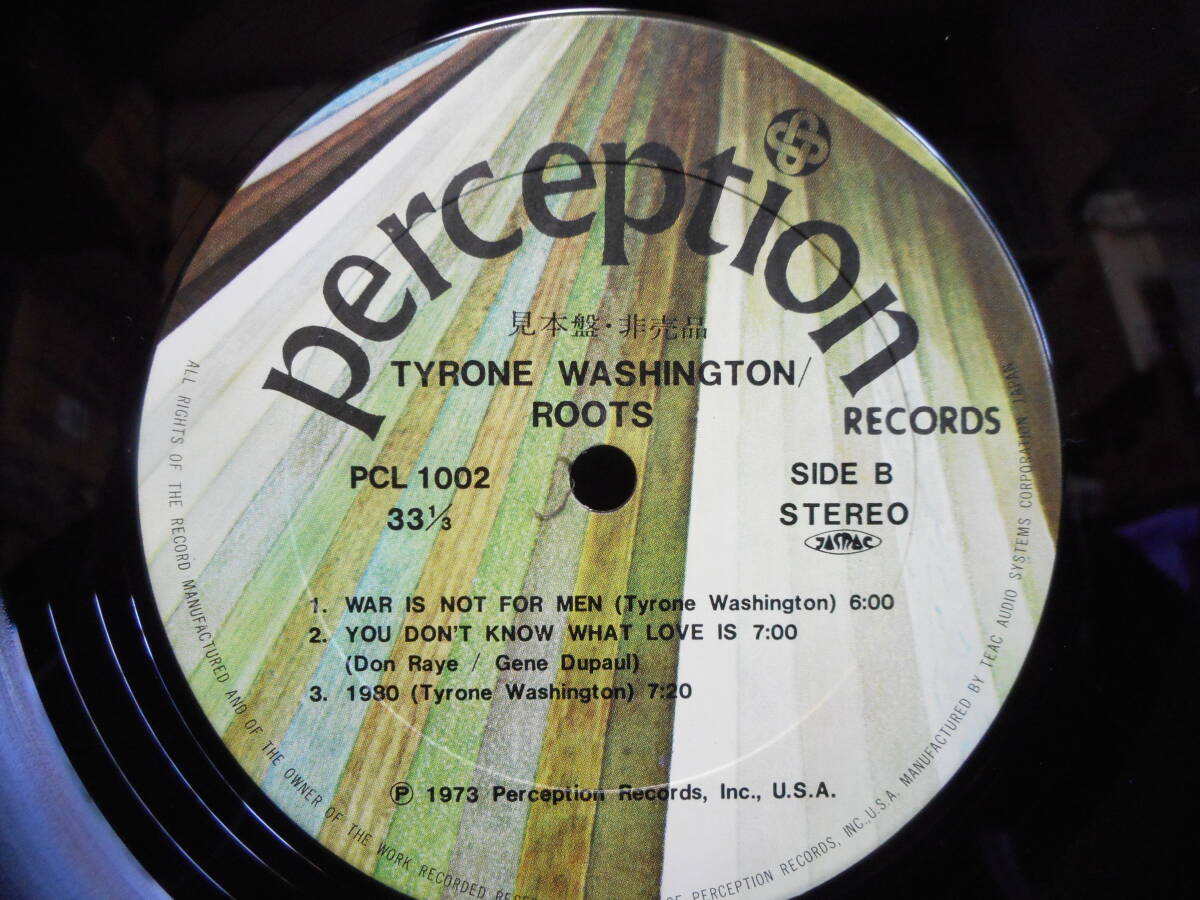 perception
RECORDS
見本盤・非売品
TYRONE WASHINGTON/
ROOTS
PCL 1002
33 1/3
SIDE B
STEREO
JASRAC
1. WAR IS NOT FOR MEN (Tyrone Washington) 6:00
2. YOU DON'T KNOW WHAT LOVE IS 7:00
(Don Raye / Gene Dupaul)
3. 1980 (Tyrone Washington) 7:20
Ⓟ 1973 Perception Records, Inc., U.S.A.
ALL RIGHTS OF THE RECORD MANUFACTURED AND OF THE OWNER OF THE WORK RECORDED
OF PERCEPTION RECORDS, INC., U.S.A. MANUFACTURED BY TEAC AUDIO SYSTEMS CORPORATION JAPAN